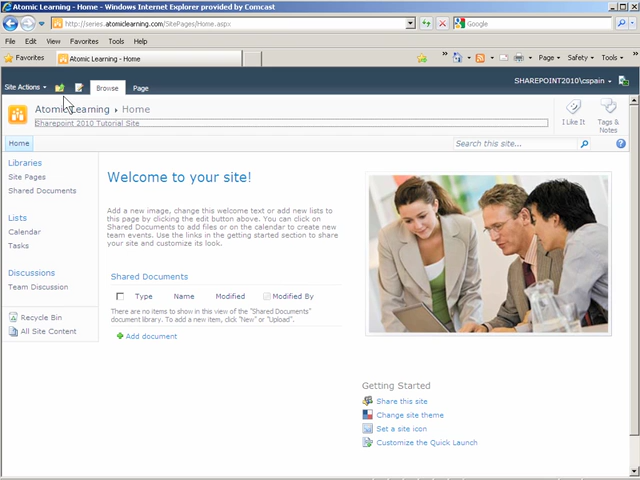 Atomic Learning - Home - Windows Internet Explorer provided by Comcast
http://series.atomiclearning.com/SitePages/Home.aspx
Google
File Edit View Favorites Tools Help
Favorites
Atomic Learning - Home
Page Safety Tools
Site Actions
Browse
Page
SHAREPOINT2010\cspain
Atomic Learning Home
Sharepoint 2010 Tutorial Site
I Like It
Tags &
Notes
Home
Search this site...
Libraries
Site Pages
Shared Documents
Lists
Calendar
Tasks
Discussions
Team Discussion
Recycle Bin
All Site Content
Welcome to your site!
Add a new image, change this welcome text or add new lists to
this page by clicking the edit button above. You can click on
Shared Documents to add files or on the calendar to create new
team events. Use the links in the getting started section to share
your site and customize its look.
Shared Documents
Type Name Modified Modified By
There are no items to show in this view of the "Shared Documents"
document library. To add a new item, click "New" or "Upload".
Add document
Getting Started
Share this site
Change site theme
Set a site icon
Customize the Quick Launch